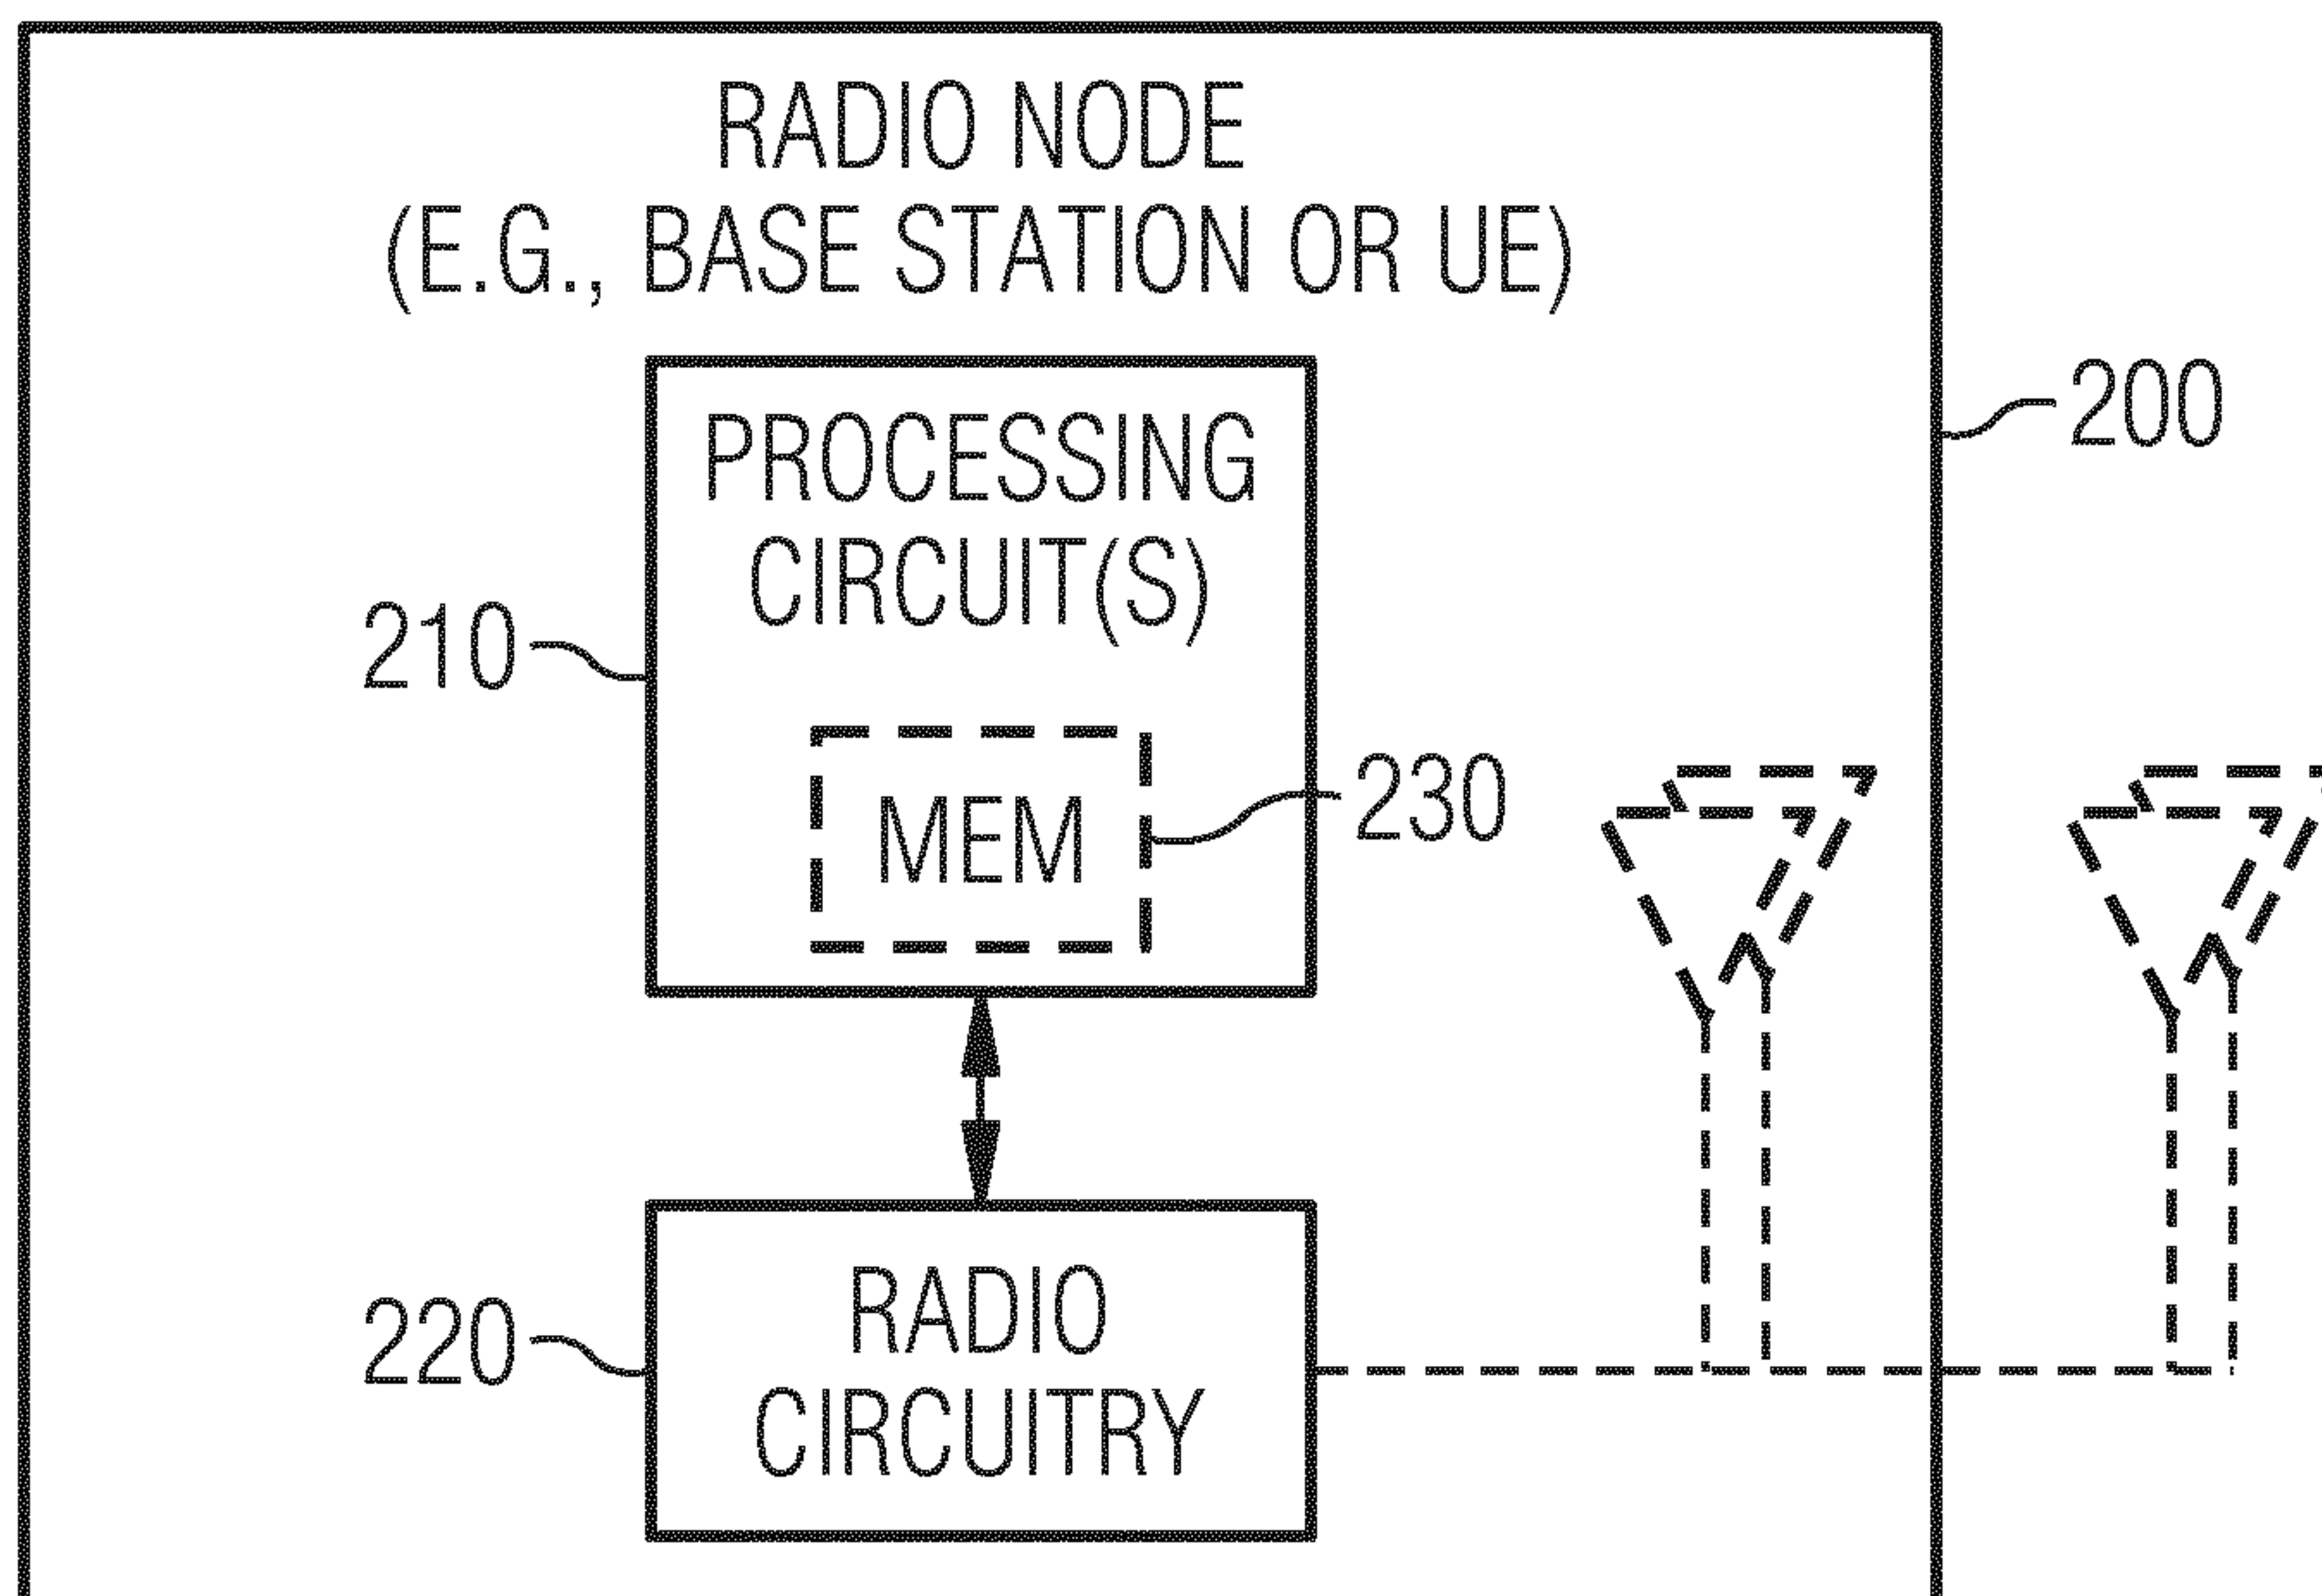 RADIO NODE
(E.G., BASE STATION OR UE)
200
PROCESSING
CIRCUIT(S)
210
MEM
230
220
RADIO
CIRCUITRY